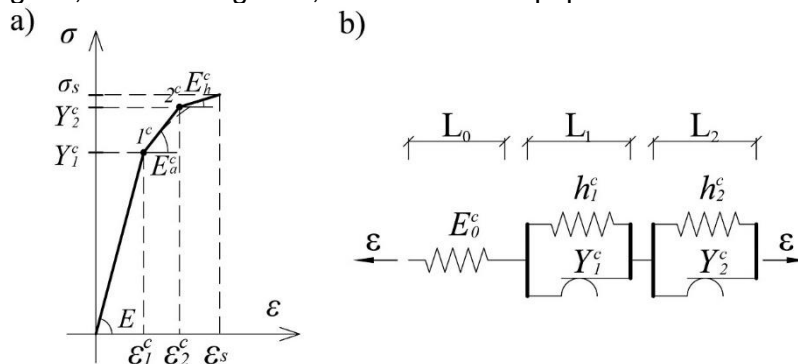 a)
b)
σ
σₛ
Y₂ᶜ
Y₁ᶜ
2ᶜ
Eₕᶜ
1ᶜ
Eₐᶜ
E
ε
ε₁ᶜ ε₂ᶜ εₛ
L₀ L₁ L₂
h₁ᶜ h₂ᶜ
E₀ᶜ
Y₁ᶜ Y₂ᶜ
ε ε